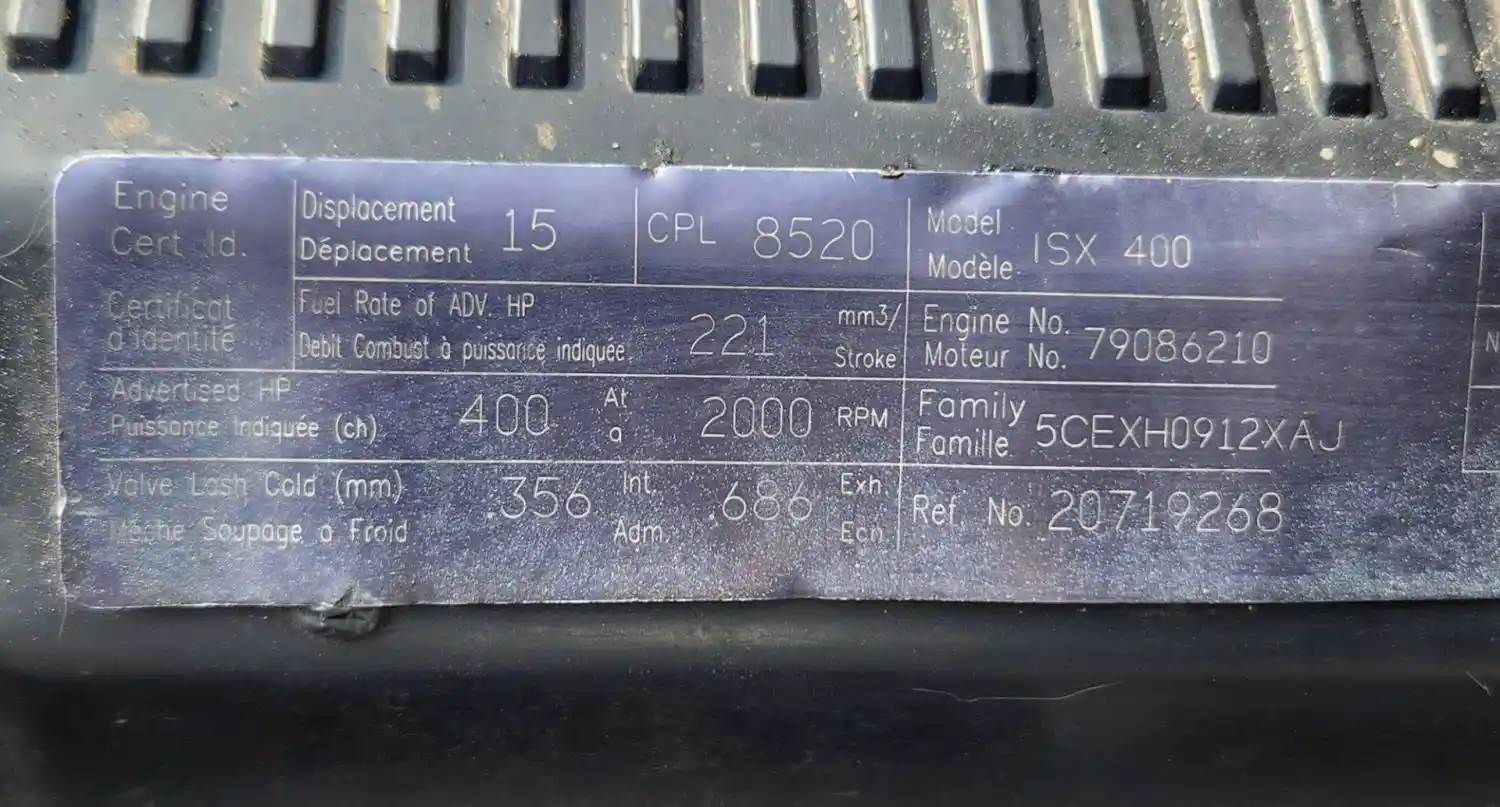 Engine
Cert Id.
Certificat
d'Identité
Displacement
Déplacement
15
CPL 8520
Model
Modèle
ISX 400
Fuel Rate of ADV. HP
Debit Combust à puissance indiquée
221
mm3/
Stroke
Engine No.
Moteur No.
79086210
Advertised HP
Puissance Indiquée (ch)
400
At
a
2000 RPM
Family
Famille
5CEXH0912XAJ
Valve Lash Cold (mm)
Mèche Soupage a Froid
.356
Int.
Adm.
.686
Exh.
Ecn
Ref No. 20719268
N